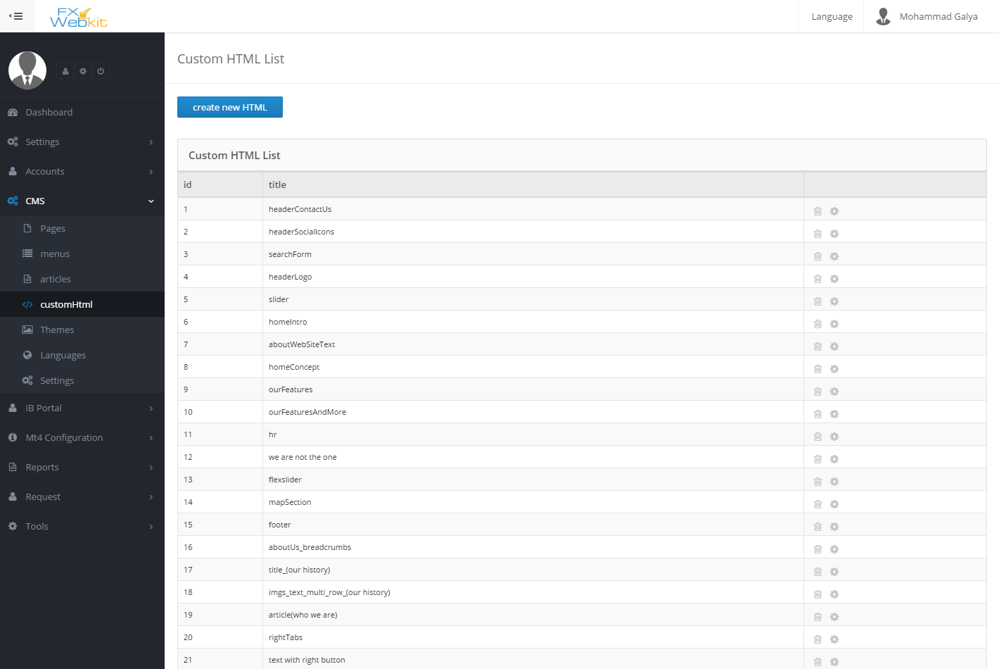 FX
Webkit
Language
Mohammad Galya
Dashboard
Settings
Accounts
CMS
Pages
menus
articles
customHtml
Themes
Languages
Settings
IB Portal
Mt4 Configuration
Reports
Request
Tools
Custom HTML List
create new HTML
Custom HTML List
id title
1 headerContactUs
2 headerSocialIcons
3 searchForm
4 headerLogo
5 slider
6 homeIntro
7 aboutWebSiteText
8 homeConcept
9 ourFeatures
10 ourFeaturesAndMore
11 hr
12 we are not the one
13 flexslider
14 mapSection
15 footer
16 aboutUs_breadcrumbs
17 title_(our history)
18 imgs_text_multi_row_(our history)
19 article(who we are)
20 rightTabs
21 text with right button